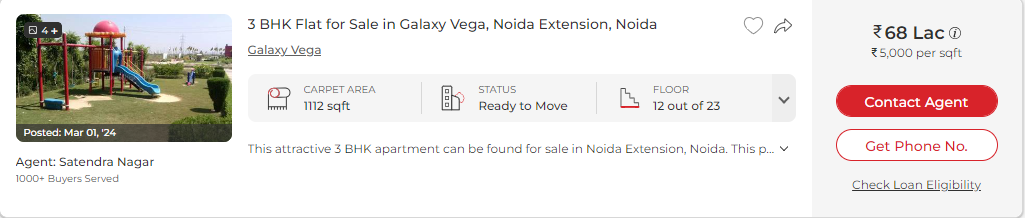 4 +
Posted: Mar 01, '24
Agent: Satendra Nagar
1000+ Buyers Served
3 BHK Flat for Sale in Galaxy Vega, Noida Extension, Noida
Galaxy Vega
CARPET AREA
1112 sqft
STATUS
Ready to Move
FLOOR
12 out of 23
This attractive 3 BHK apartment can be found for sale in Noida Extension, Noida. This p...
₹68 Lac
₹5,000 per sqft
Contact Agent
Get Phone No.
Check Loan Eligibility